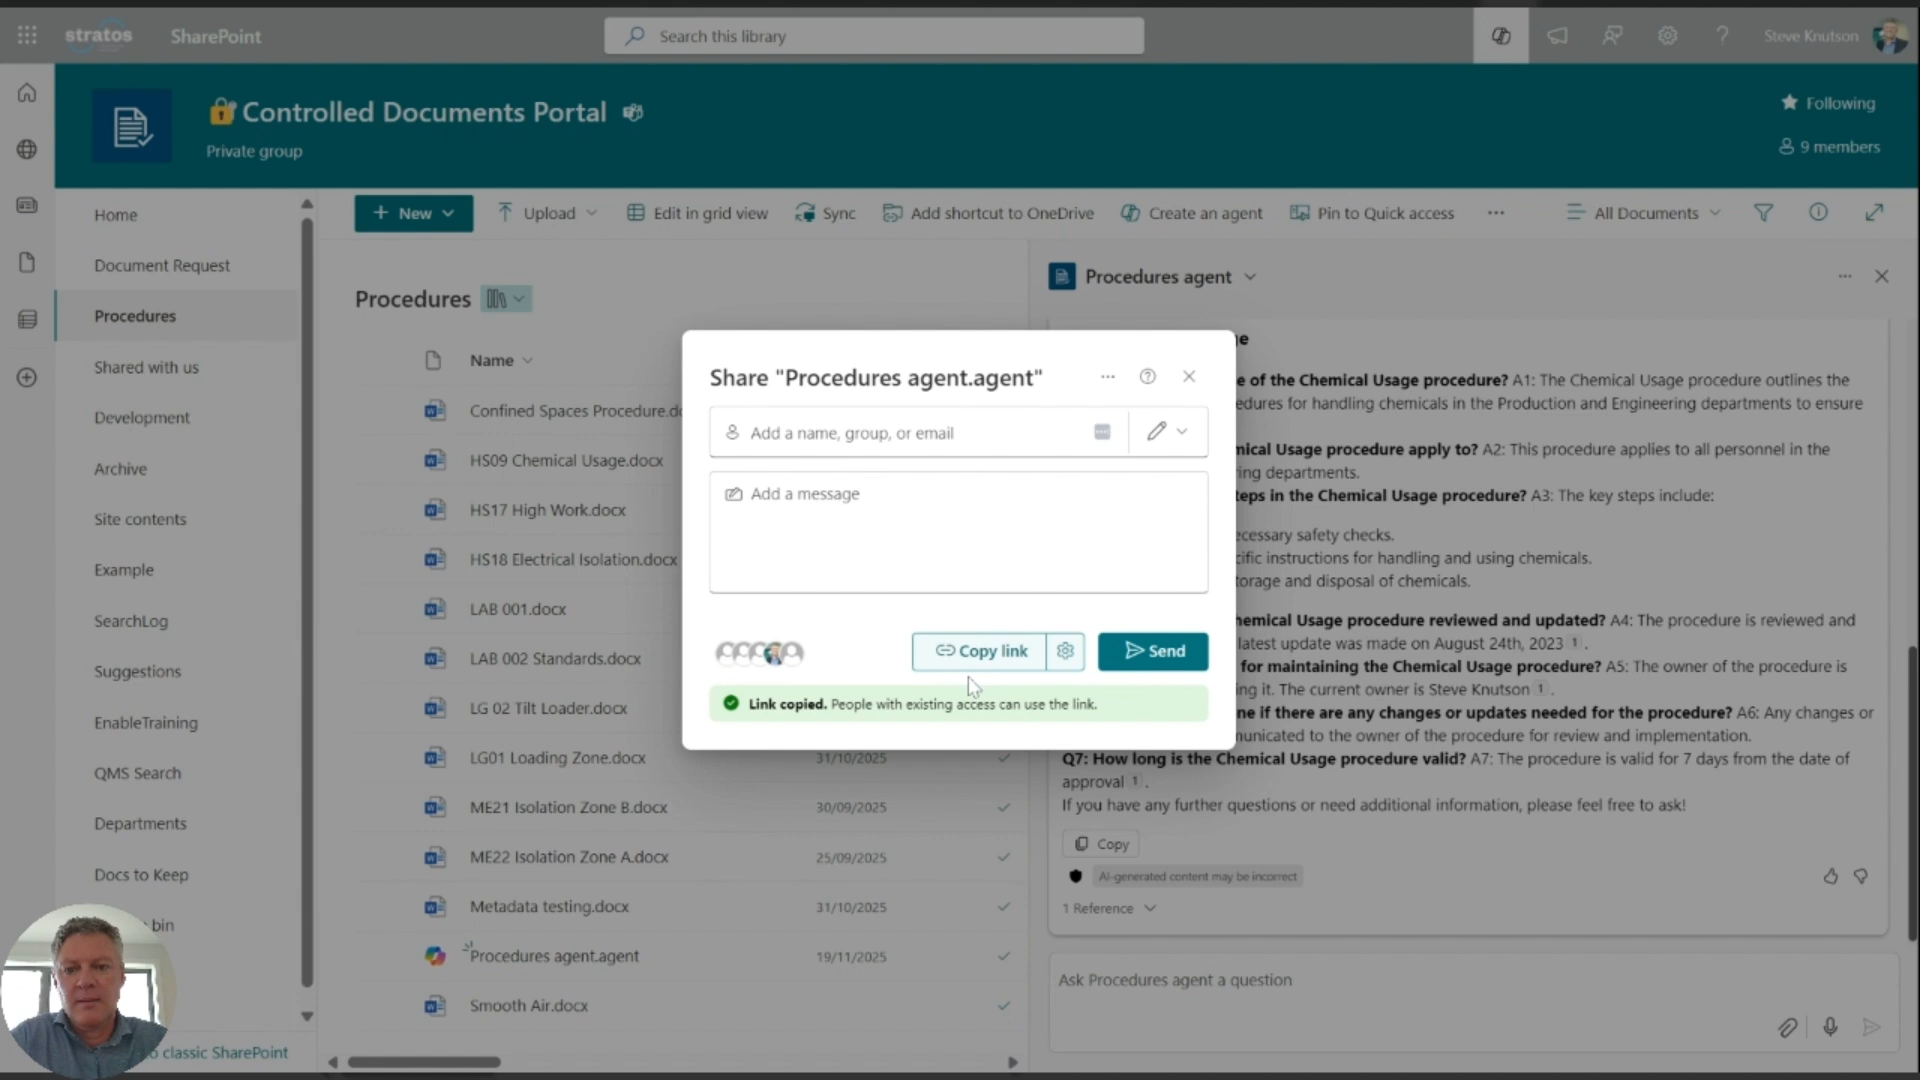 stratos
SharePoint
Search this library
Steve Knutson
Controlled Documents Portal
Private group
Following
9 members
Home
Document Request
Procedures
Shared with us
Development
Archive
Site contents
Example
SearchLog
Suggestions
EnableTraining
QMS Search
Departments
Docs to Keep
bin
classic SharePoint
New
Upload
Edit in grid view
Sync
Add shortcut to OneDrive
Create an agent
Pin to Quick access
All Documents
Procedures
Name
Confined Spaces Procedure.do
HS09 Chemical Usage.docx
HS17 High Work.docx
HS18 Electrical Isolation.docx
LAB 001.docx
LAB 002 Standards.docx
LG 02 Tilt Loader.docx
LG01 Loading Zone.docx 31/10/2025
ME21 Isolation Zone B.docx 30/09/2025
ME22 Isolation Zone A.docx 25/09/2025
Metadata testing.docx 31/10/2025
Procedures agent.agent 19/11/2025
Smooth Air.docx
Share "Procedures agent.agent"
Add a name, group, or email
Add a message
Copy link
Send
Link copied. People with existing access can use the link.
Procedures agent
e of the Chemical Usage procedure? A1: The Chemical Usage procedure outlines the
edures for handling chemicals in the Production and Engineering departments to ensure
mical Usage procedure apply to? A2: This procedure applies to all personnel in the
ing departments.
teps in the Chemical Usage procedure? A3: The key steps include:
ecessary safety checks.
cific instructions for handling and using chemicals.
torage and disposal of chemicals.
hemical Usage procedure reviewed and updated? A4: The procedure is reviewed and
latest update was made on August 24th, 2023 1 .
for maintaining the Chemical Usage procedure? A5: The owner of the procedure is
ing it. The current owner is Steve Knutson 1 .
ne if there are any changes or updates needed for the procedure? A6: Any changes or
municated to the owner of the procedure for review and implementation.
Q7: How long is the Chemical Usage procedure valid? A7: The procedure is valid for 7 days from the date of
approval 1 .
If you have any further questions or need additional information, please feel free to ask!
Copy
AI-generated content may be incorrect
1 Reference
Ask Procedures agent a question